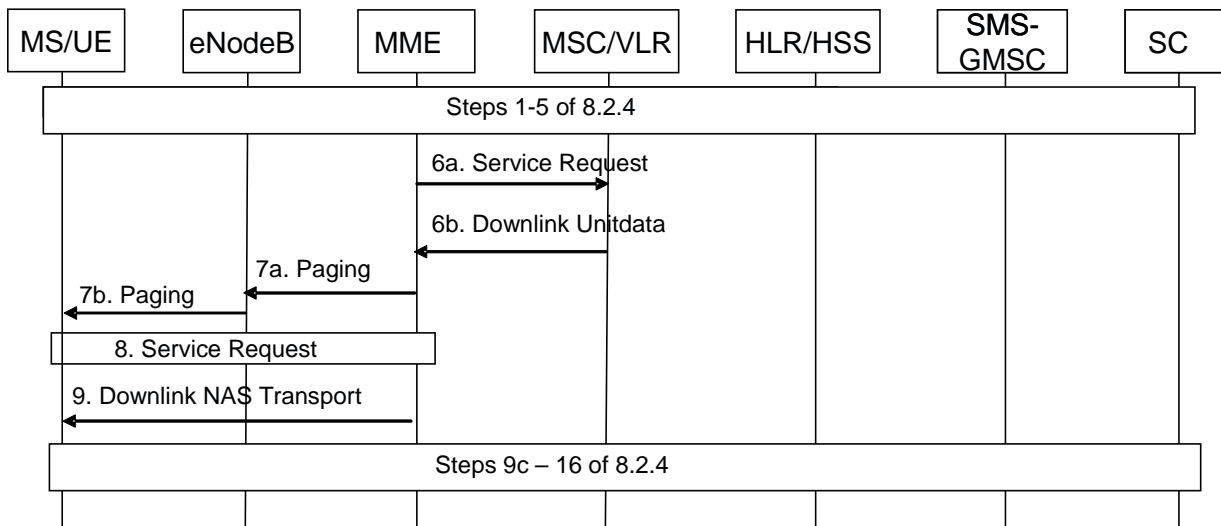 MS/UE eNodeB MME MSC/VLR HLR/HSS SMS-
GMSC SC
Steps 1-5 of 8.2.4
6a. Service Request
6b. Downlink Unitdata
7a. Paging
7b. Paging
8. Service Request
9. Downlink NAS Transport
Steps 9c – 16 of 8.2.4